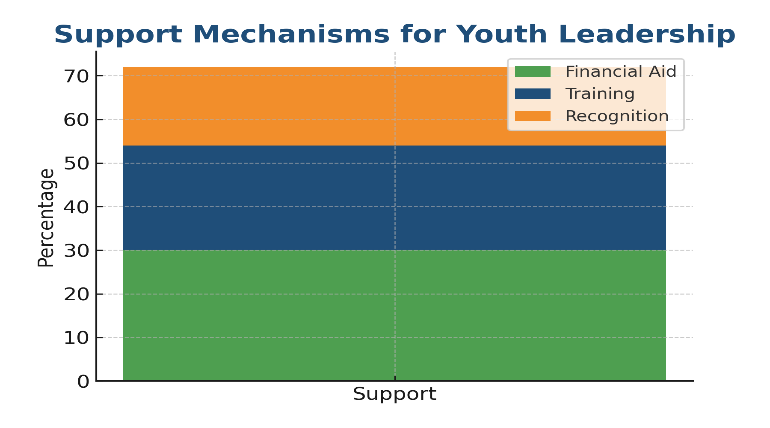 Support Mechanisms for Youth Leadership
Financial Aid
Training
Recognition
Percentage
70
60
50
40
30
20
10
0
Support